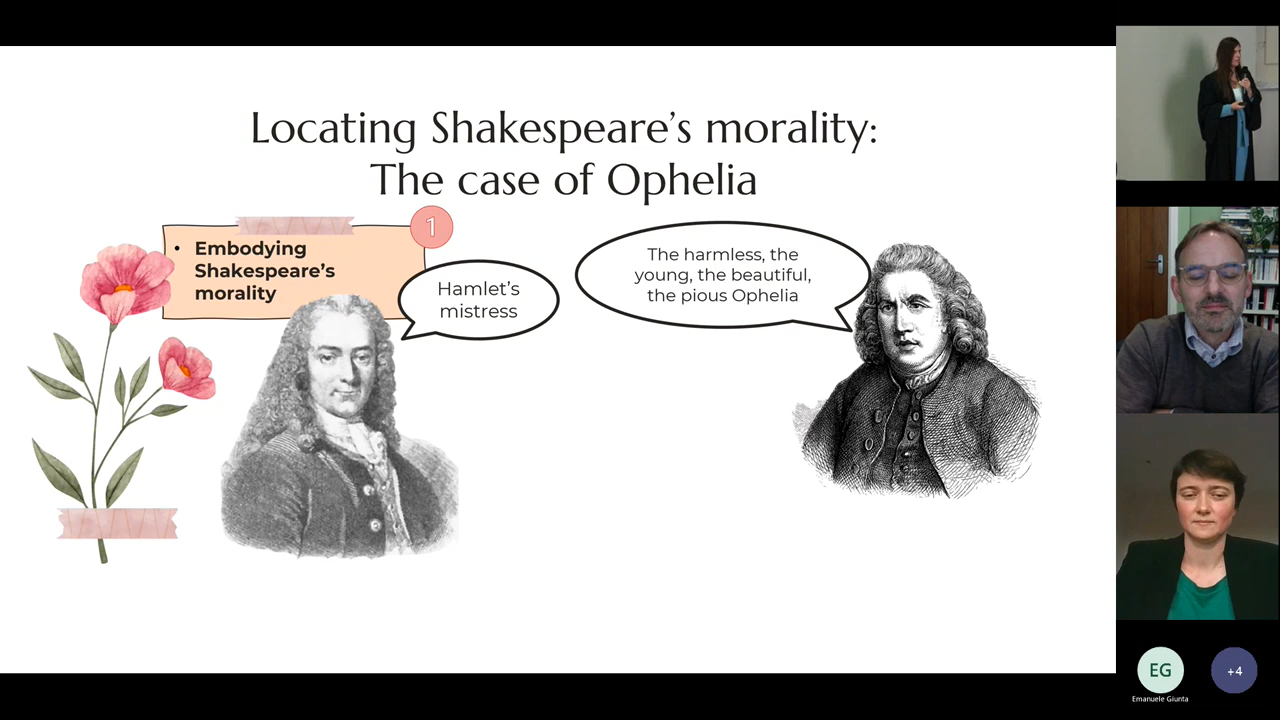 Locating Shakespeare's morality:
The case of Ophelia
1
• Embodying
Shakespeare's
morality
Hamlet's
mistress
The harmless, the
young, the beautiful,
the pious Ophelia
EG
+4
Emanuele Giunta